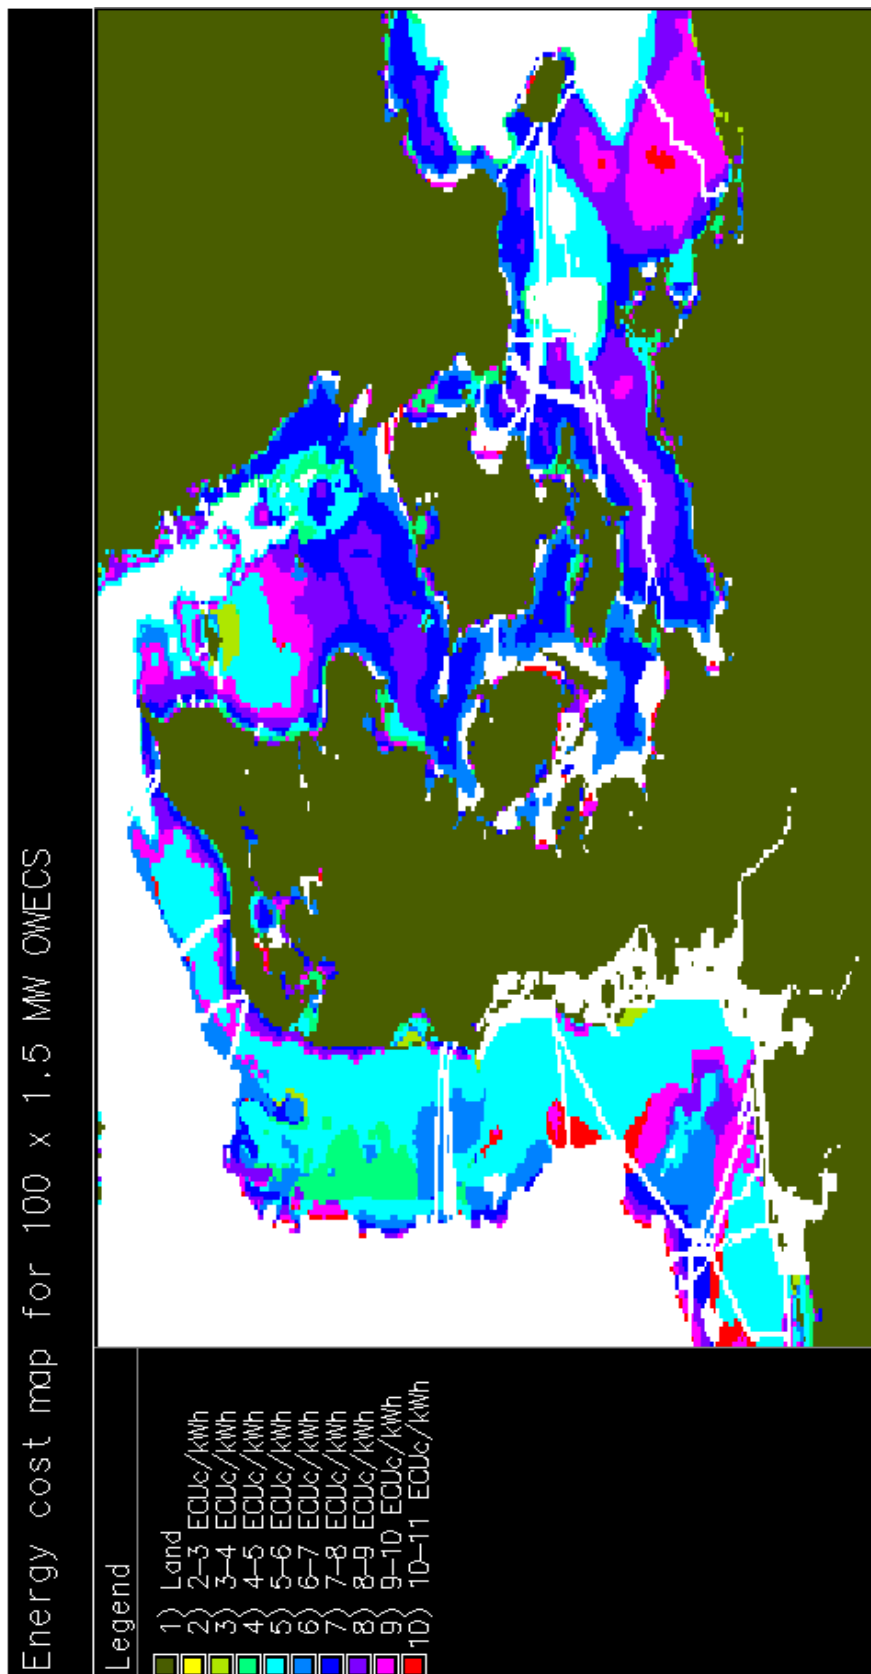 Energy cost map for 100 x 1.5 MW OWECS
Legend
1) Land
2) 2-3 ECUc/kWh
3) 3-4 ECUc/kWh
4) 4-5 ECUc/kWh
5) 5-6 ECUc/kWh
6) 6-7 ECUc/kWh
7) 7-8 ECUc/kWh
8) 8-9 ECUc/kWh
9) 9-10 ECUc/kWh
10) 10-11 ECUc/kWh